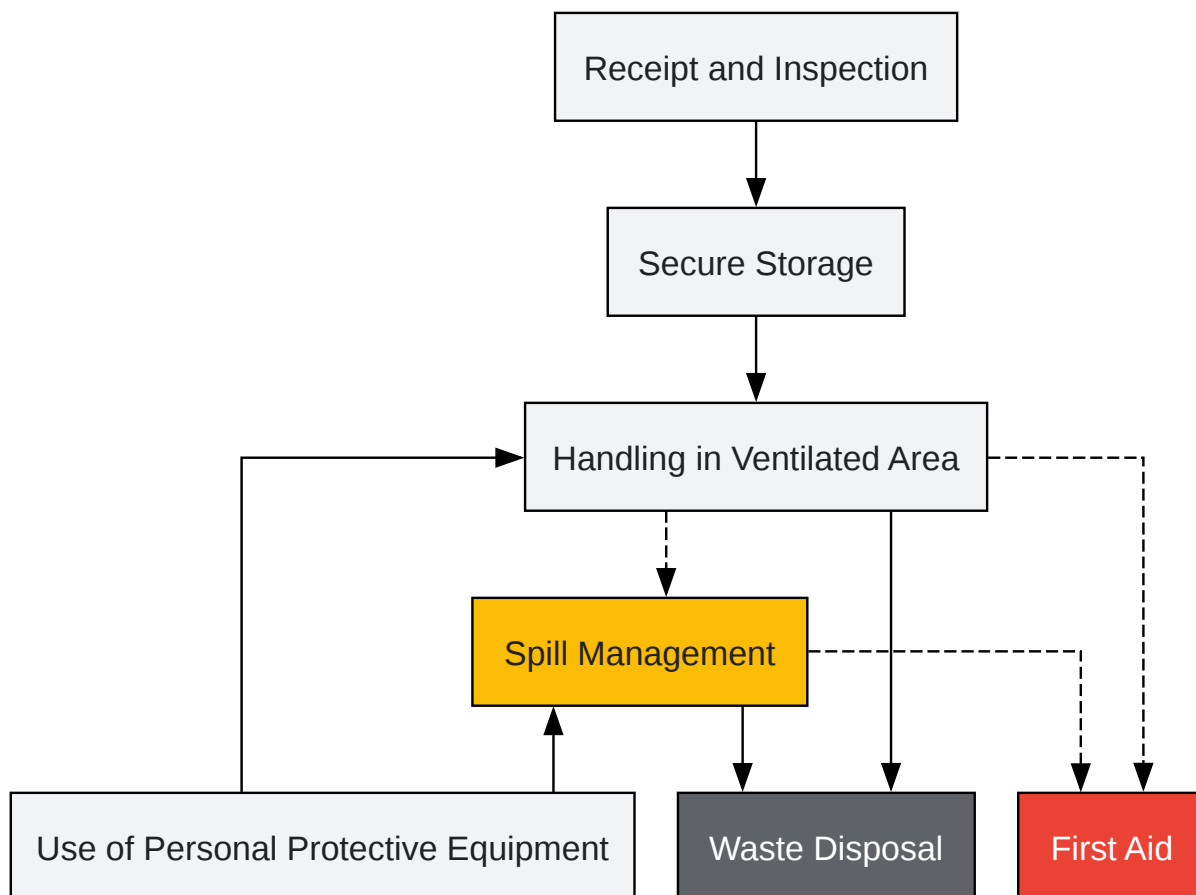 Receipt and Inspection
Secure Storage
Handling in Ventilated Area
Spill Management
Use of Personal Protective Equipment
Waste Disposal
First Aid